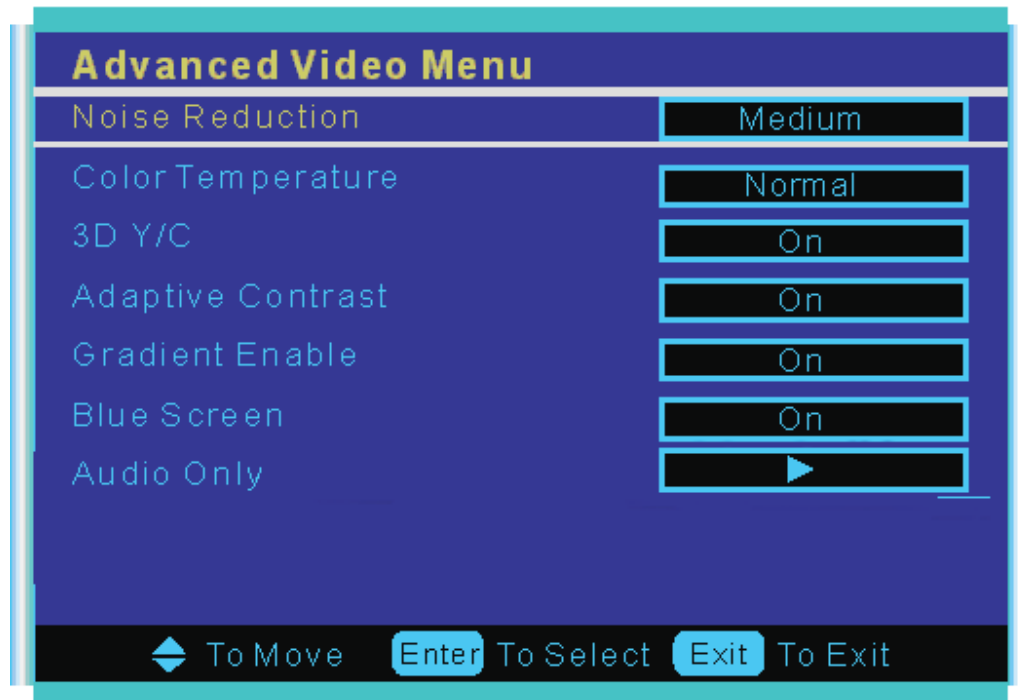 Advanced Video Menu
Noise Reduction Medium
Color Temperature Normal
3D Y/C On
Adaptive Contrast On
Gradient Enable On
Blue Screen On
Audio Only
To Move Enter To Select Exit To Exit